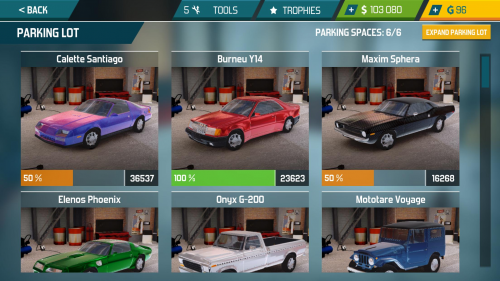 < BACK
5 TOOLS
TROPHIES
$ 103 080
G 96
PARKING LOT
PARKING SPACES: 6/6
EXPAND PARKING LOT
Calette Santiago
Burneu Y14
Maxim Sphera
50 % 36537
100 % 23623
50 % 16268
Elenos Phoenix
Onyx G-200
Mototare Voyage